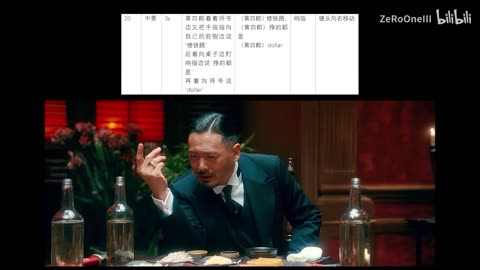 ZeRoOneIII bilibili
20 中景 3s 黄四郎看着师爷 (黄四郎)修铁路, 响指 镜头向右移动
边又把手指指向 (黄四郎)挣的都是
自己的前侧边说 (黄四郎)dollar
"修铁路"
后看向桌子边打
响指边说"挣的都
是"
再看向师爷说
"dollar"